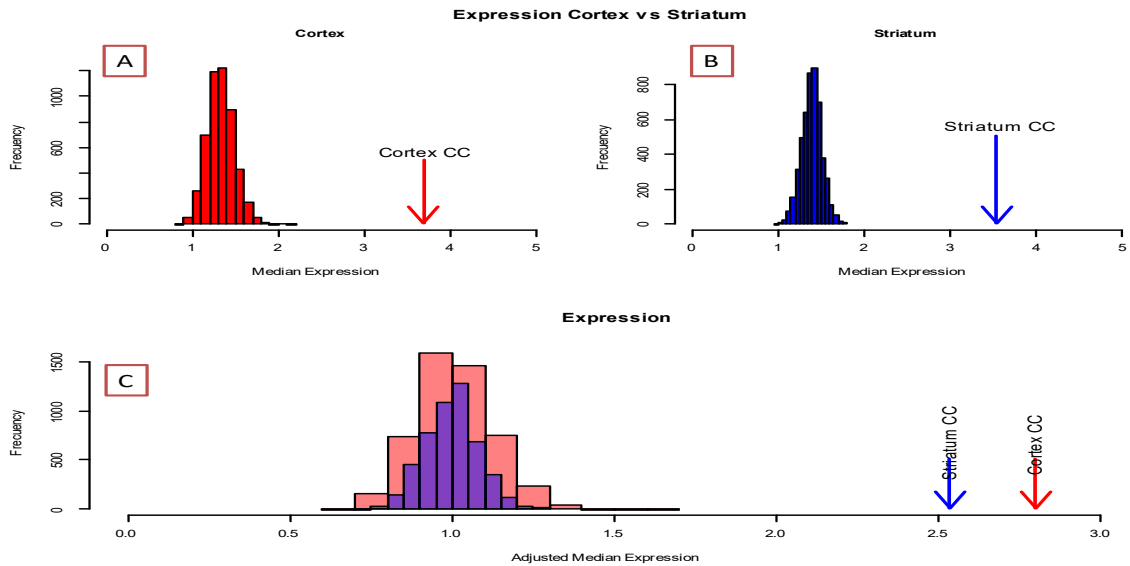 Expression Cortex vs Striatum
Cortex
A
Frecuency
0
200
600
1000
Cortex CC
1
2
3
4
5
0
Median Expression
Striatum
B
Frecuency
0
200
400
600
800
Striatum CC
0
1
2
3
4
5
Median Expression
Expression
C
Frecuency
0
500
1000
1500
Striatum CC
Cortex CC
0.0
0.5
1.0
1.5
2.0
2.5
3.0
Adjusted Median Expression